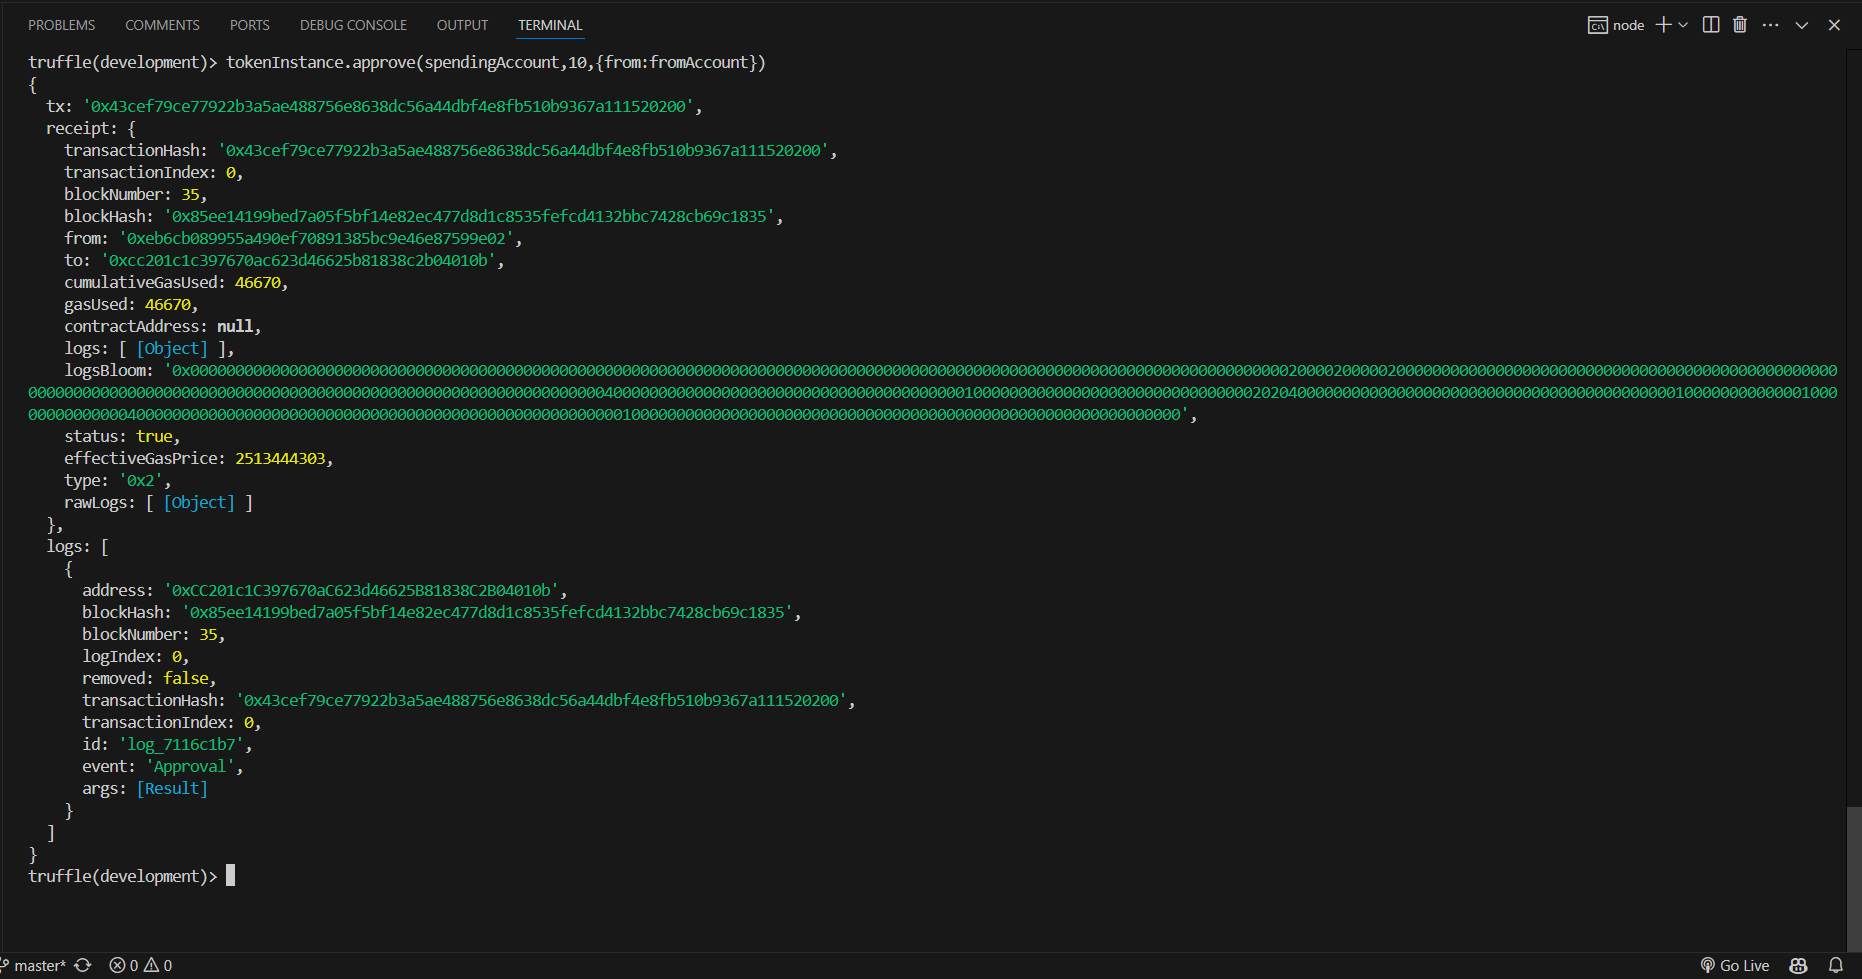 PROBLEMS COMMENTS PORTS DEBUG CONSOLE OUTPUT TERMINAL node
truffle(development)> tokenInstance.approve(spendingAccount,10,{from:fromAccount})
{
tx: '0x43cef79ce77922b3a5ae488756e8638dc56a44dbf4e8fb510b9367a111520200',
receipt: {
transactionHash: '0x43cef79ce77922b3a5ae488756e8638dc56a44dbf4e8fb510b9367a111520200',
transactionIndex: 0,
blockNumber: 35,
blockHash: '0x85ee14199bed7a05f5bf14e82ec477d8d1c8535fefcd4132bbc7428cb69c1835',
from: '0xeb6cb089955a490ef70891385bc9e46e87599e02',
to: '0xcc201c1c397670ac623d46625b81838c2b04010b',
cumulativeGasUsed: 46670,
gasUsed: 46670,
contractAddress: null,
logs: [ [Object] ],
logsBloom:
status: true,
effectiveGasPrice: 2513444303,
type: '0x2',
rawLogs: [ [Object] ]
},
logs: [
{
address: '0xCC201c1C397670aC623d46625B81838C2B04010b',
blockHash: '0x85ee14199bed7a05f5bf14e82ec477d8d1c8535fefcd4132bbc7428cb69c1835',
blockNumber: 35,
logIndex: 0,
removed: false,
transactionHash: '0x43cef79ce77922b3a5ae488756e8638dc56a44dbf4e8fb510b9367a111520200',
transactionIndex: 0,
id: 'log_7116c1b7',
event: 'Approval',
args: [Result]
}
]
}
truffle(development)>
master* 0 0 Go Live